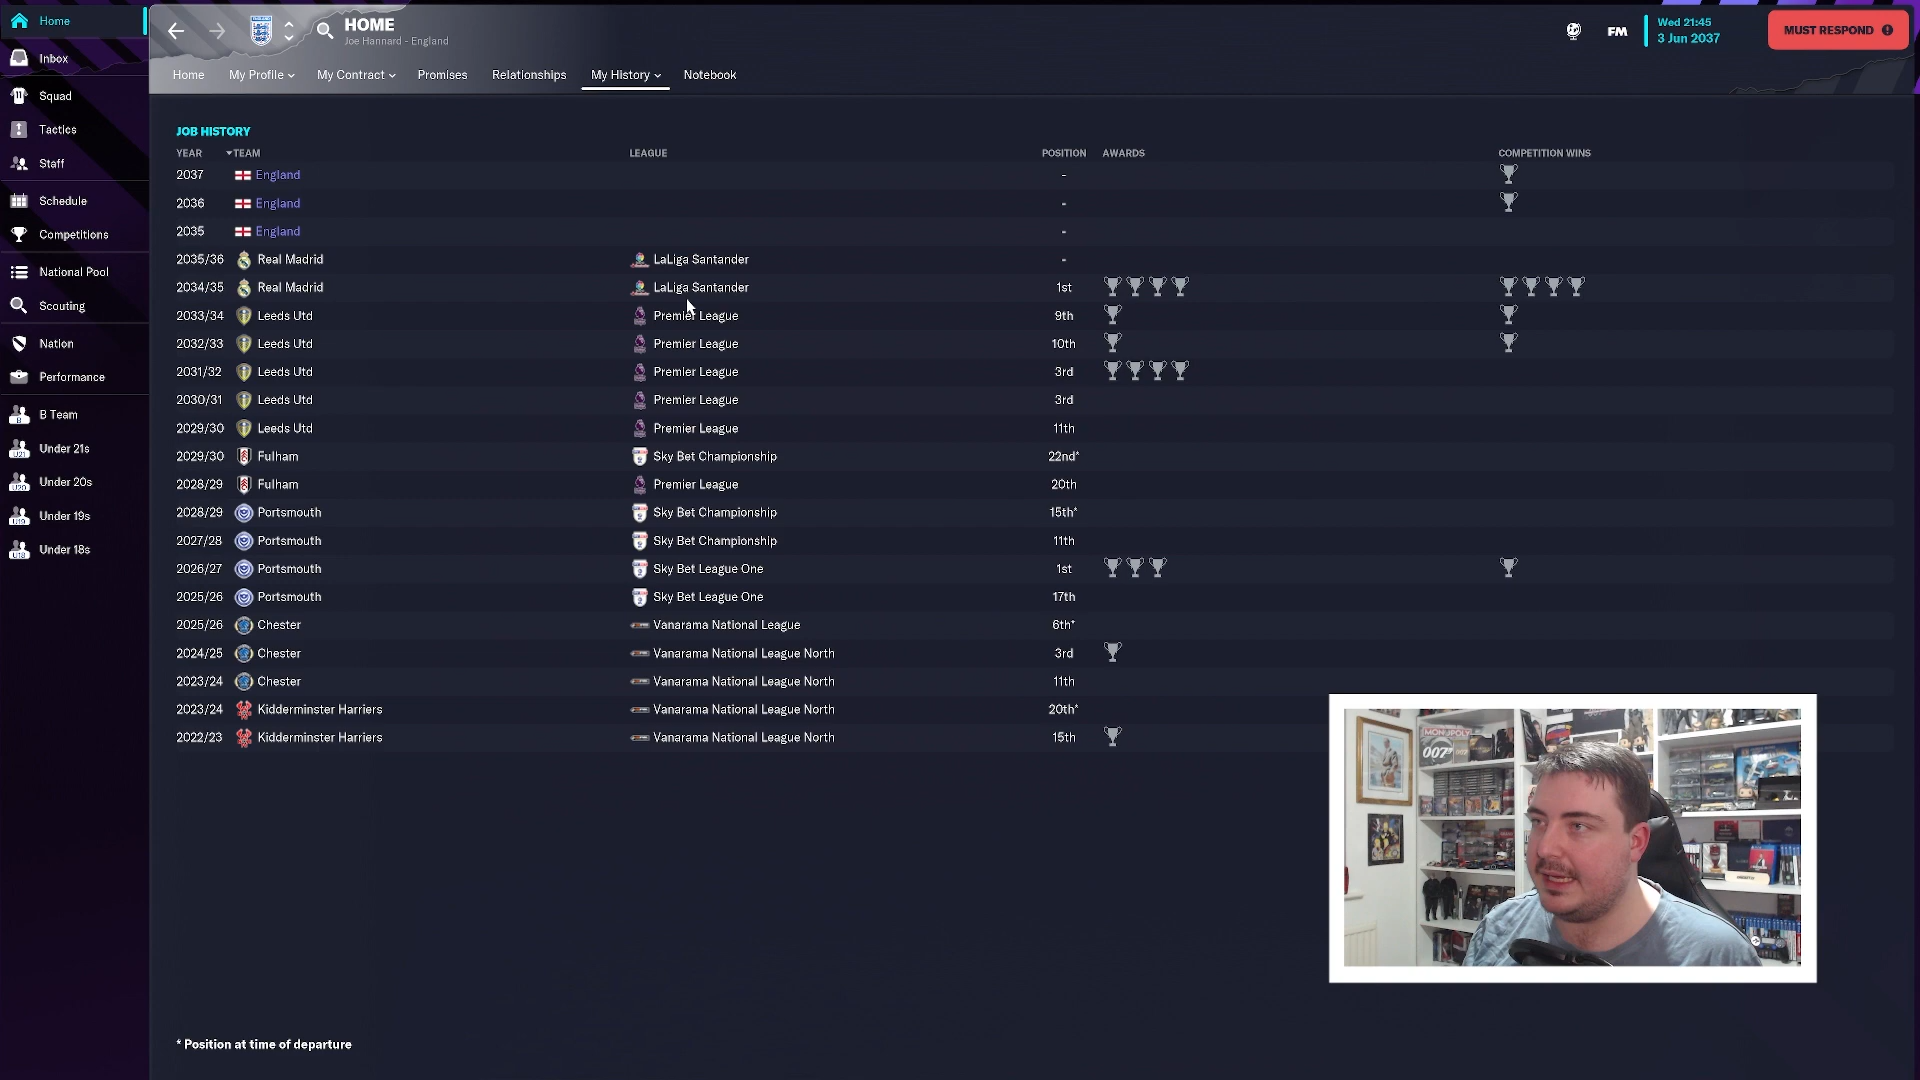 Home
Inbox
Squad
Tactics
Staff
Schedule
Competitions
National Pool
Scouting
Nation
Performance
B Team
Under 21s
Under 20s
Under 19s
Under 18s
HOME
Joe Hannard - England
FM
Wed 21:45
3 Jun 2037
MUST RESPOND
Home My Profile My Contract Promises Relationships My History Notebook
JOB HISTORY
YEAR TEAM LEAGUE POSITION AWARDS COMPETITION WINS
2037 England -
2036 England -
2035 England -
2035/36 Real Madrid LaLiga Santander -
2034/35 Real Madrid LaLiga Santander 1st
2033/34 Leeds Utd Premier League 9th
2032/33 Leeds Utd Premier League 10th
2031/32 Leeds Utd Premier League 3rd
2030/31 Leeds Utd Premier League 3rd
2029/30 Leeds Utd Premier League 11th
2029/30 Fulham Sky Bet Championship 22nd*
2028/29 Fulham Premier League 20th
2028/29 Portsmouth Sky Bet Championship 15th*
2027/28 Portsmouth Sky Bet Championship 11th
2026/27 Portsmouth Sky Bet League One 1st
2025/26 Portsmouth Sky Bet League One 17th
2025/26 Chester Vanarama National League 6th*
2024/25 Chester Vanarama National League North 3rd
2023/24 Chester Vanarama National League North 11th
2023/24 Kidderminster Harriers Vanarama National League North 20th*
2022/23 Kidderminster Harriers Vanarama National League North 15th
MONOPOLY
007
* Position at time of departure